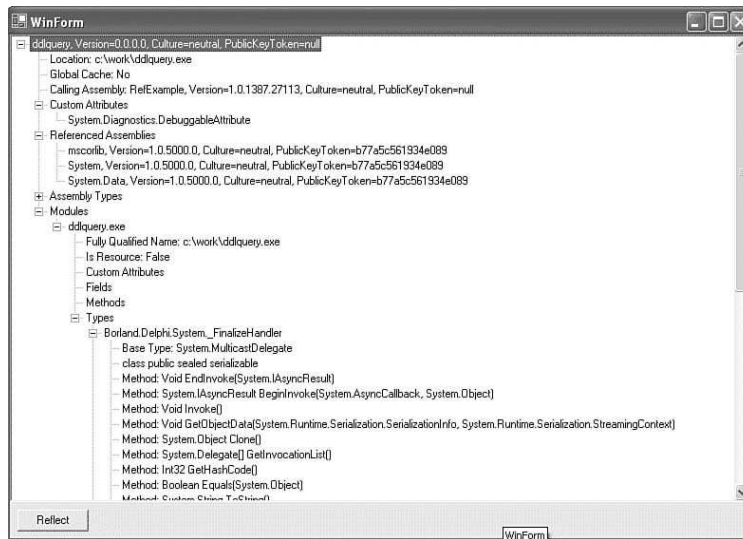 WinForm
ddlquery, Version=0.0.0.0, Culture=neutral, PublicKeyToken=null
Location: c:\work\ddlquery.exe
Global Cache: No
Calling Assembly: RefExample, Version=1.0.1387.27113, Culture=neutral, PublicKeyToken=null
Custom Attributes
System.Diagnostics.DebuggableAttribute
Referenced Assemblies
mscorlib, Version=1.0.5000.0, Culture=neutral, PublicKeyToken=b77a5c561934e089
System, Version=1.0.5000.0, Culture=neutral, PublicKeyToken=b77a5c561934e089
System.Data, Version=1.0.5000.0, Culture=neutral, PublicKeyToken=b77a5c561934e089
Assembly Types
Modules
ddlquery.exe
Fully Qualified Name: c:\work\ddlquery.exe
Is Resource: False
Custom Attributes
Fields
Methods
Types
Borland.Delphi.System._FinalizeHandler
Base Type: System.MulticastDelegate
class public sealed serializable
Method: Void EndInvoke(System.IAsyncResult)
Method: System.IAsyncResult BeginInvoke(System.AsyncCallback, System.Object)
Method: Void Invoke()
Method: Void GetObjectData(System.Runtime.Serialization.SerializationInfo, System.Runtime.Serialization.StreamingContext)
Method: System.Object Clone()
Method: System.Delegate[] GetInvocationList()
Method: Int32 GetHashCode()
Method: Boolean Equals(System.Object)
Method: System.String ToString()
Reflect
WinForm